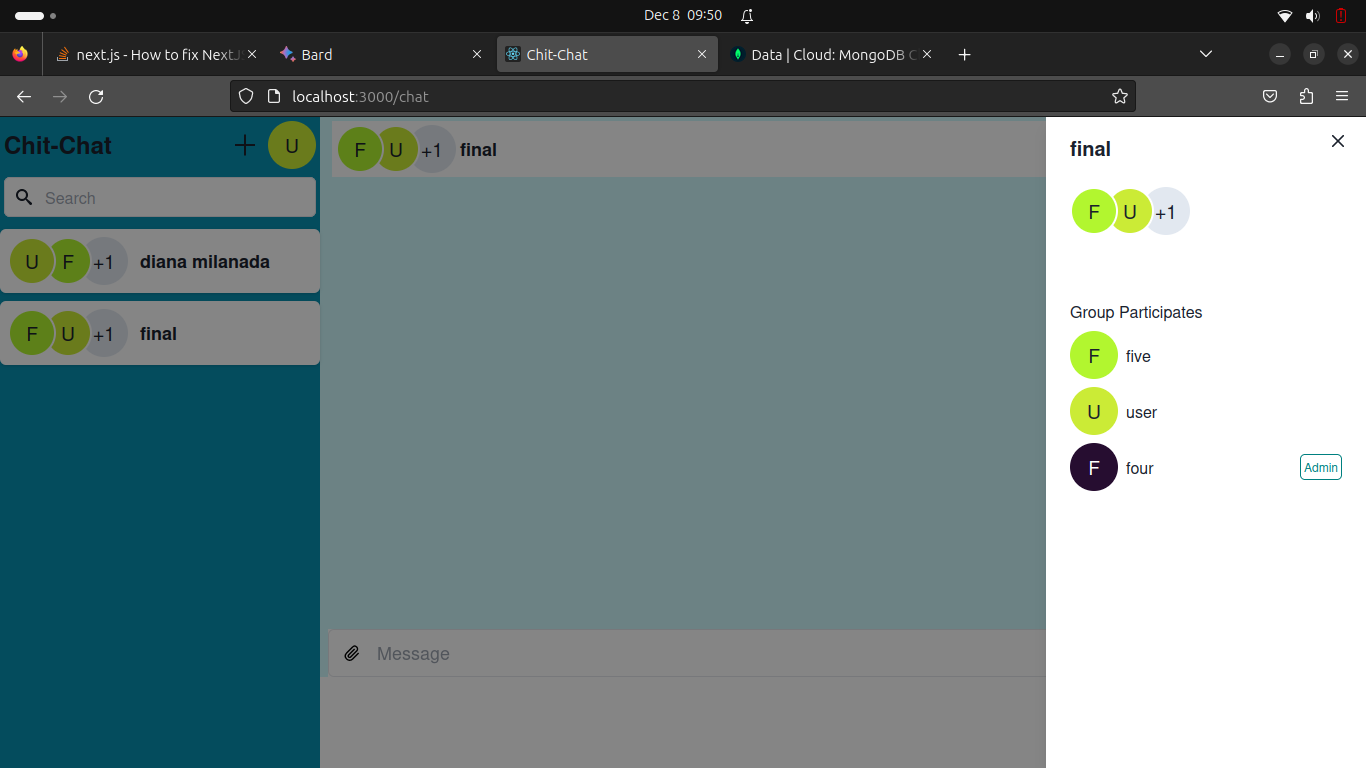 Dec 8 09:50
next.js - How to fix NextJ
Bard
Chit-Chat
Data | Cloud: MongoDB C
localhost:3000/chat
Chit-Chat
U
Search
U F +1 diana milanada
F U +1 final
F U +1 final
Message
final
F U +1
Group Participates
F five
U user
F four Admin